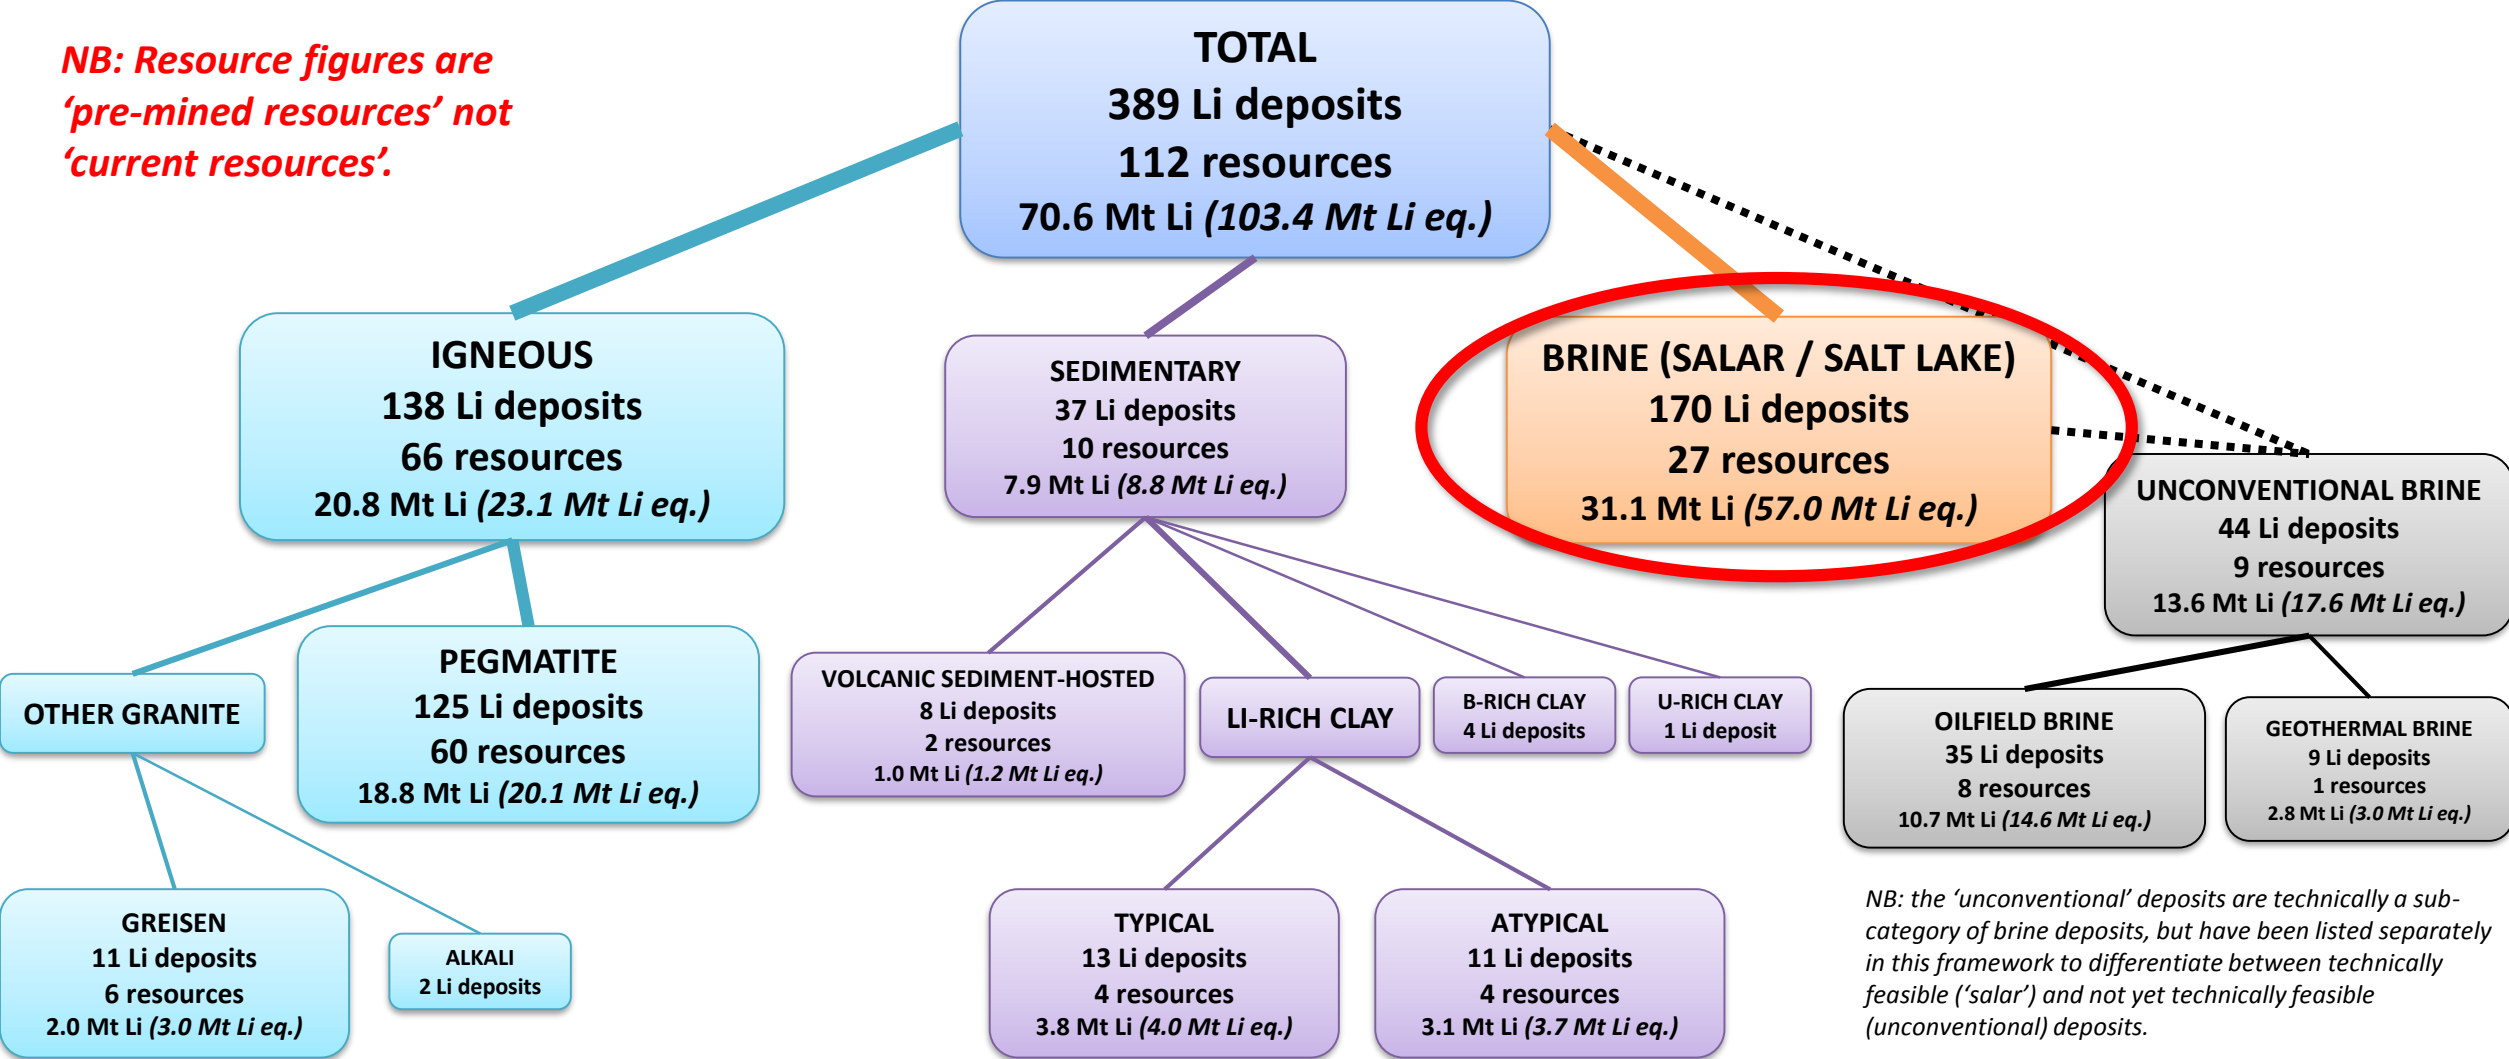 NB: Resource figures are
‘pre-mined resources’ not
‘current resources’.
TOTAL
389 Li deposits
112 resources
70.6 Mt Li (103.4 Mt Li eq.)
IGNEOUS
138 Li deposits
66 resources
20.8 Mt Li (23.1 Mt Li eq.)
SEDIMENTARY
37 Li deposits
10 resources
7.9 Mt Li (8.8 Mt Li eq.)
BRINE (SALAR / SALT LAKE)
170 Li deposits
27 resources
31.1 Mt Li (57.0 Mt Li eq.)
UNCONVENTIONAL BRINE
44 Li deposits
9 resources
13.6 Mt Li (17.6 Mt Li eq.)
OTHER GRANITE
PEGMATITE
125 Li deposits
60 resources
18.8 Mt Li (20.1 Mt Li eq.)
VOLCANIC SEDIMENT-HOSTED
8 Li deposits
2 resources
1.0 Mt Li (1.2 Mt Li eq.)
LI-RICH CLAY
B-RICH CLAY
4 Li deposits
U-RICH CLAY
1 Li deposit
OILFIELD BRINE
35 Li deposits
8 resources
10.7 Mt Li (14.6 Mt Li eq.)
GEOTHERMAL BRINE
9 Li deposits
1 resources
2.8 Mt Li (3.0 Mt Li eq.)
GREISEN
11 Li deposits
6 resources
2.0 Mt Li (3.0 Mt Li eq.)
ALKALI
2 Li deposits
TYPICAL
13 Li deposits
4 resources
3.8 Mt Li (4.0 Mt Li eq.)
ATYPICAL
11 Li deposits
4 resources
3.1 Mt Li (3.7 Mt Li eq.)
NB: the ‘unconventional’ deposits are technically a sub-
category of brine deposits, but have been listed separately
in this framework to differentiate between technically
feasible (‘salar’) and not yet technically feasible
(unconventional) deposits.